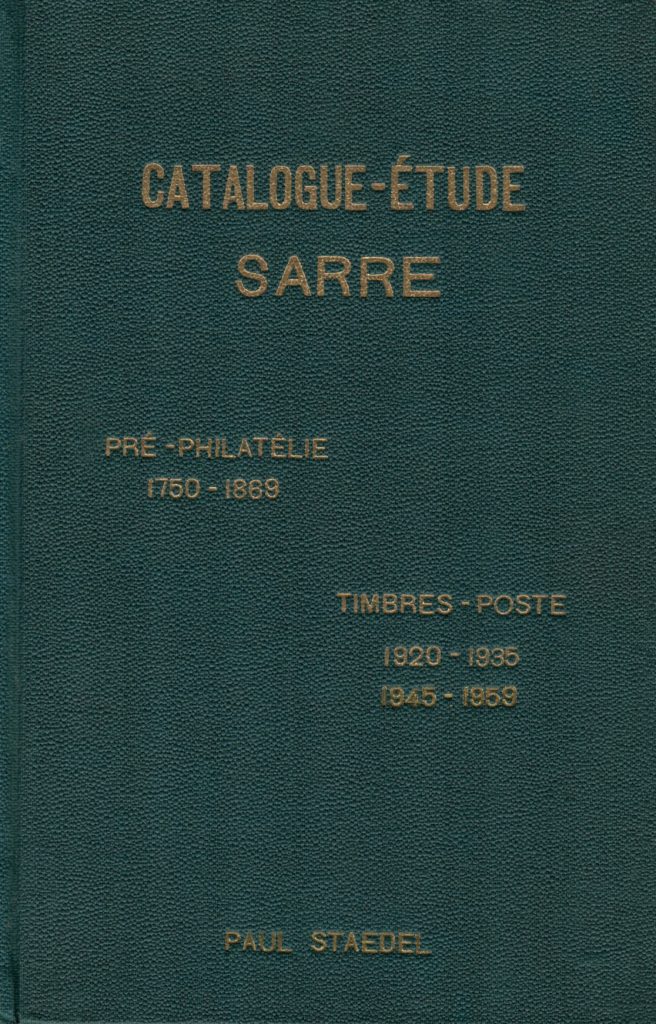 CATALOGUE-ÉTUDE
SARRE
PRÉ-PHILATÉLIE
1750-1869
TIMBRES-POSTE
1920-1935
1945-1959
PAUL STAEDEL